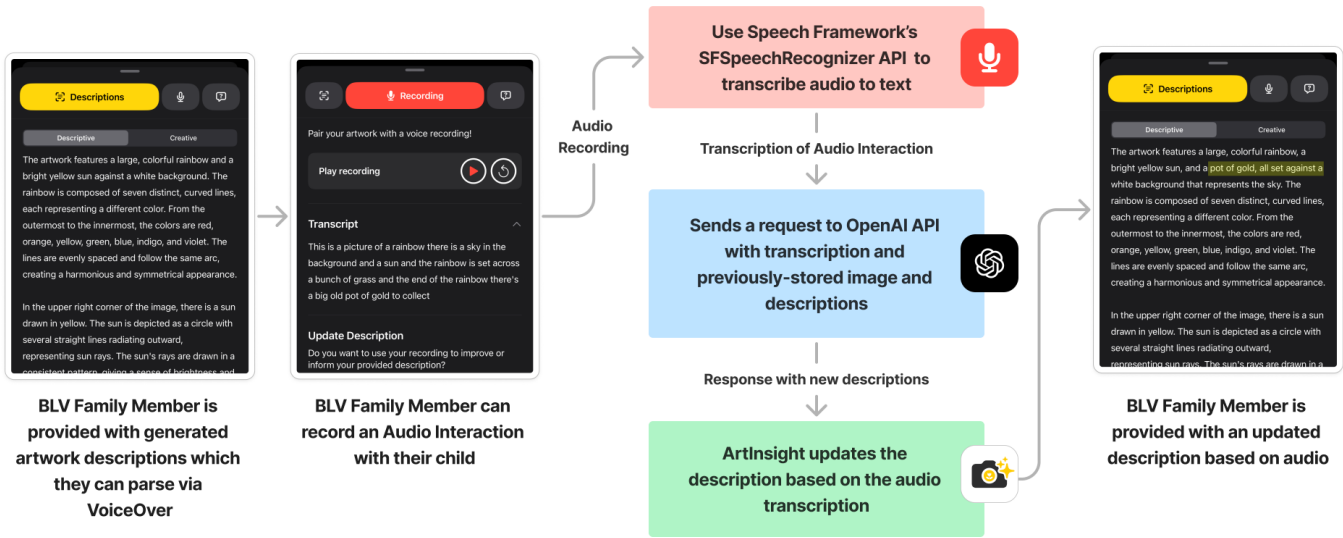 Descriptions
Descriptive
Creative
The artwork features a large, colorful rainbow and a
bright yellow sun against a white background. The
rainbow is composed of seven distinct, curved lines,
each representing a different color. From the
outermost to the innermost, the colors are red,
orange, yellow, green, blue, indigo, and violet. The
lines are evenly spaced and follow the same arc,
creating a harmonious and symmetrical appearance.
In the upper right corner of the image, there is a sun
drawn in yellow. The sun is depicted as a circle with
several straight lines radiating outward,
representing sun rays. The sun's rays are drawn in a
consistent pattern, giving a sense of brightness and
BLV Family Member is
provided with generated
artwork descriptions which
they can parse via
VoiceOver
Recording
Pair your artwork with a voice recording!
Play recording
Transcript
This is a picture of a rainbow there is a sky in the
background and a sun and the rainbow is set across
a bunch of grass and the end of the rainbow there's
a big old pot of gold to collect
Update Description
Do you want to use your recording to improve or
inform your provided description?
BLV Family Member can
record an Audio Interaction
with their child
Audio
Recording
Use Speech Framework's
SFSpeechRecognizer API to
transcribe audio to text
Transcription of Audio Interaction
Sends a request to OpenAI API
with transcription and
previously-stored image and
descriptions
Response with new descriptions
ArtInsight updates the
description based on the audio
transcription
Descriptions
Descriptive
Creative
The artwork features a large, colorful rainbow, a
bright yellow sun, and a pot of gold, all set against a
white background that represents the sky. The
rainbow is composed of seven distinct, curved lines,
each representing a different color. From the
outermost to the innermost, the colors are red,
orange, yellow, green, blue, indigo, and violet. The
lines are evenly spaced and follow the same arc,
creating a harmonious and symmetrical appearance.
In the upper right corner of the image, there is a sun
drawn in yellow. The sun is depicted as a circle with
several straight lines radiating outward,
representing sun rays. The sun's rays are drawn in a
BLV Family Member is
provided with an updated
description based on audio